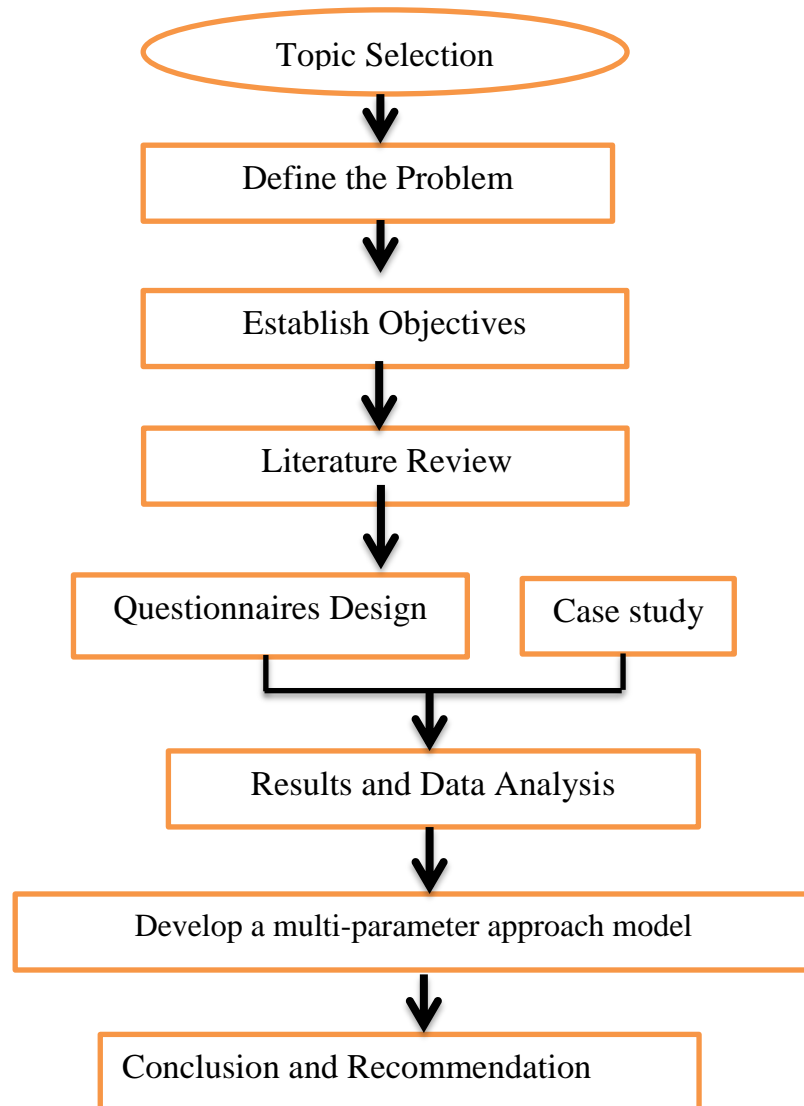 Topic Selection
Define the Problem
Establish Objectives
Literature Review
Questionnaires Design
Case study
Results and Data Analysis
Develop a multi-parameter approach model
Conclusion and Recommendation